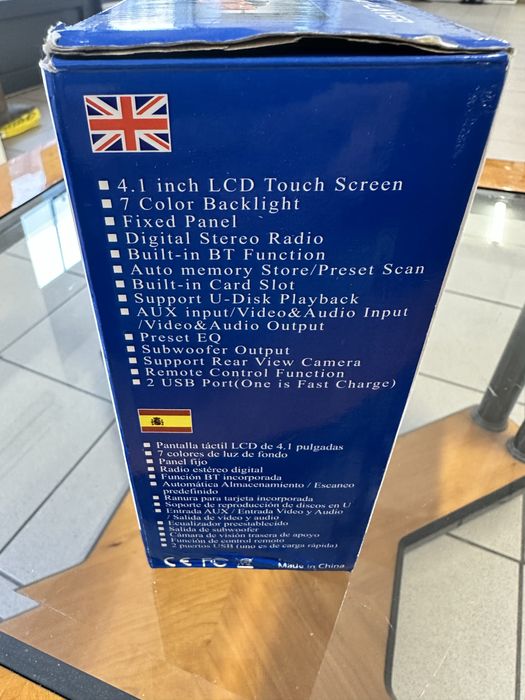 ■ 4.1 inch LCD Touch Screen
■ 7 Color Backlight
■ Fixed Panel
■ Digital Stereo Radio
■ Built-in BT Function
■ Auto memory Store/Preset Scan
■ Built-in Card Slot
■ Support U-Disk Playback
■ AUX input/Video&Audio Input
/Video&Audio Output
■ Preset EQ
■ Subwoofer Output
■ Support Rear View Camera
■ Remote Control Function
■ 2 USB Port(One is Fast Charge)
■ Pantalla táctil LCD de 4.1 pulgadas
■ 7 colores de luz de fondo
■ Panel fijo
■ Radio estéreo digital
■ Función BT incorporada
■ Automática Almacenamiento / Escaneo
predefinido
■ Ranura para tarjeta incorporada
■ Soporte de reproducción de discos en U
■ Entrada AUX / Entrada Video y Audio
/ Salida de video y audio
■ Ecualizador preestablecido
■ Salida de subwoofer
■ Cámara de visión trasera de apoyo
■ Función de control remoto
■ 2 puertos USB (uno es de carga rápida)
CE FC Made in China